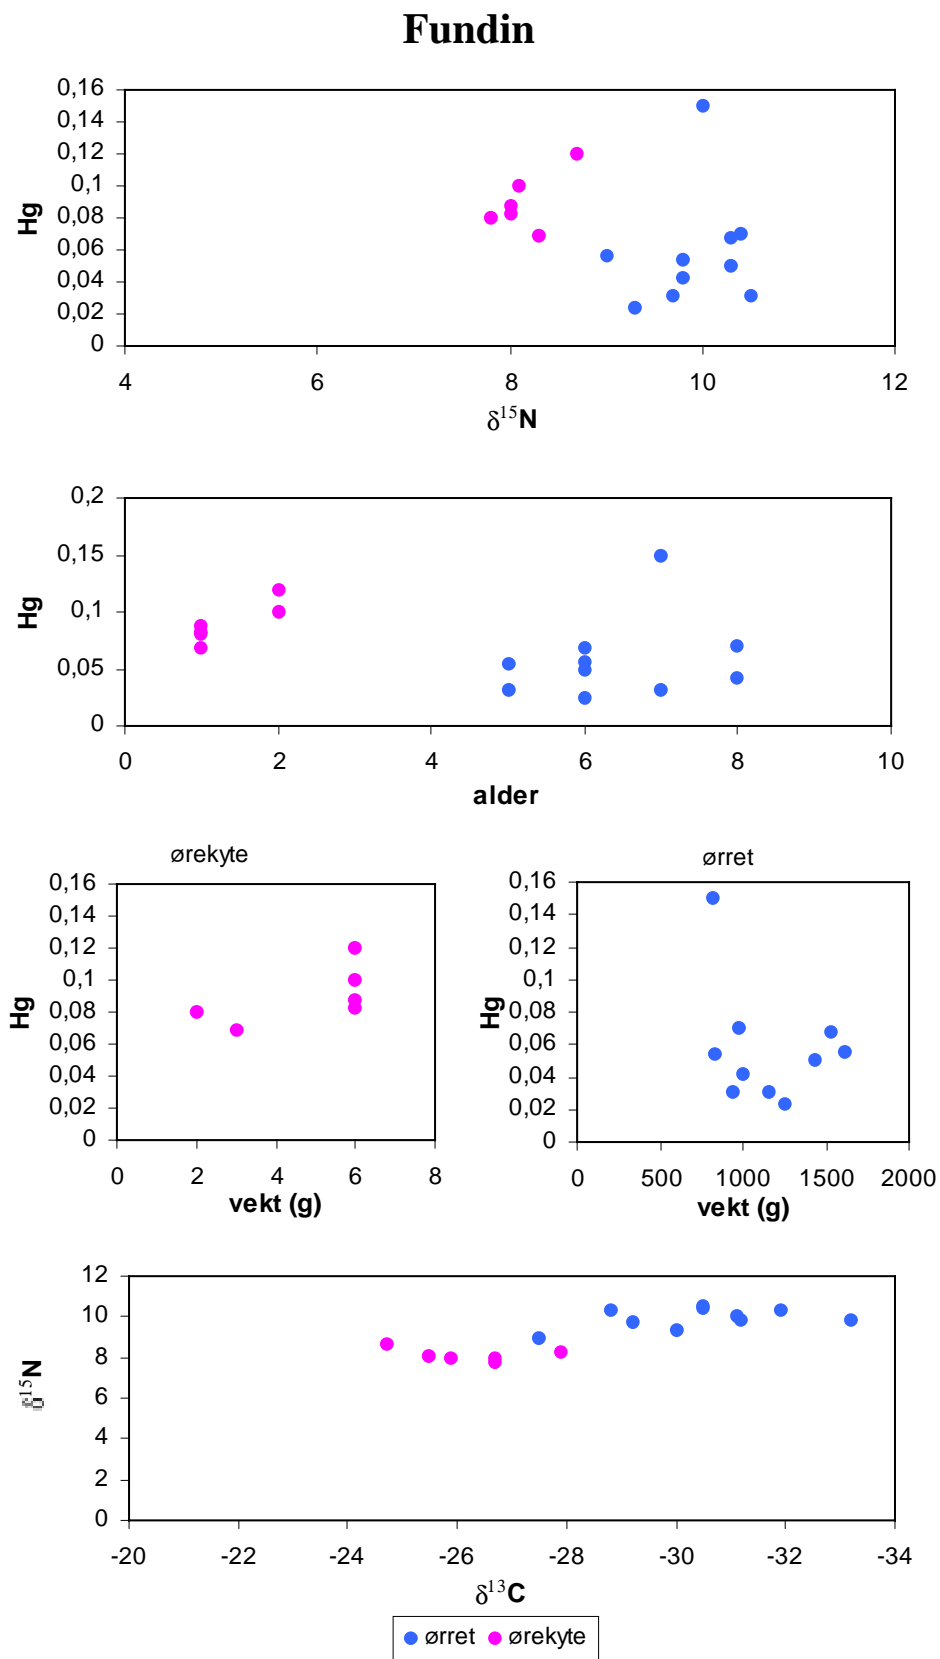 Fundin
0,16
0,14
0,12
0,1
0,08
0,06
0,04
0,02
0
Hg
4 6 8 10 12
δ¹⁵N
0,2
0,15
0,1
0,05
0
Hg
0 2 4 6 8 10
alder
ørekyte
0,16
0,14
0,12
0,1
0,08
0,06
0,04
0,02
0
Hg
0 2 4 6 8
vekt (g)
ørret
0,16
0,14
0,12
0,1
0,08
0,06
0,04
0,02
0
Hg
0 500 1000 1500 2000
vekt (g)
12
10
8
6
4
2
0
δ¹⁵N
-20 -22 -24 -26 -28 -30 -32 -34
δ¹³C
ørret ørekyte